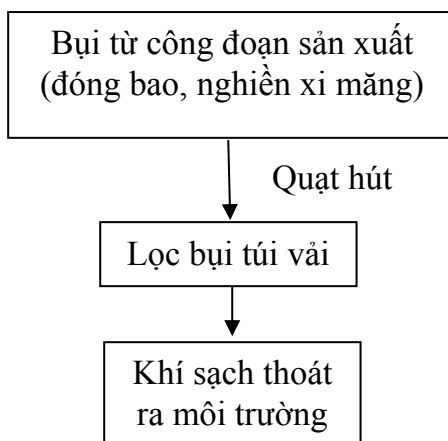 Bụi từ công đoạn sản xuất
(đóng bao, nghiền xi măng)
Quạt hút
Lọc bụi túi vải
Khí sạch thoát
ra môi trường